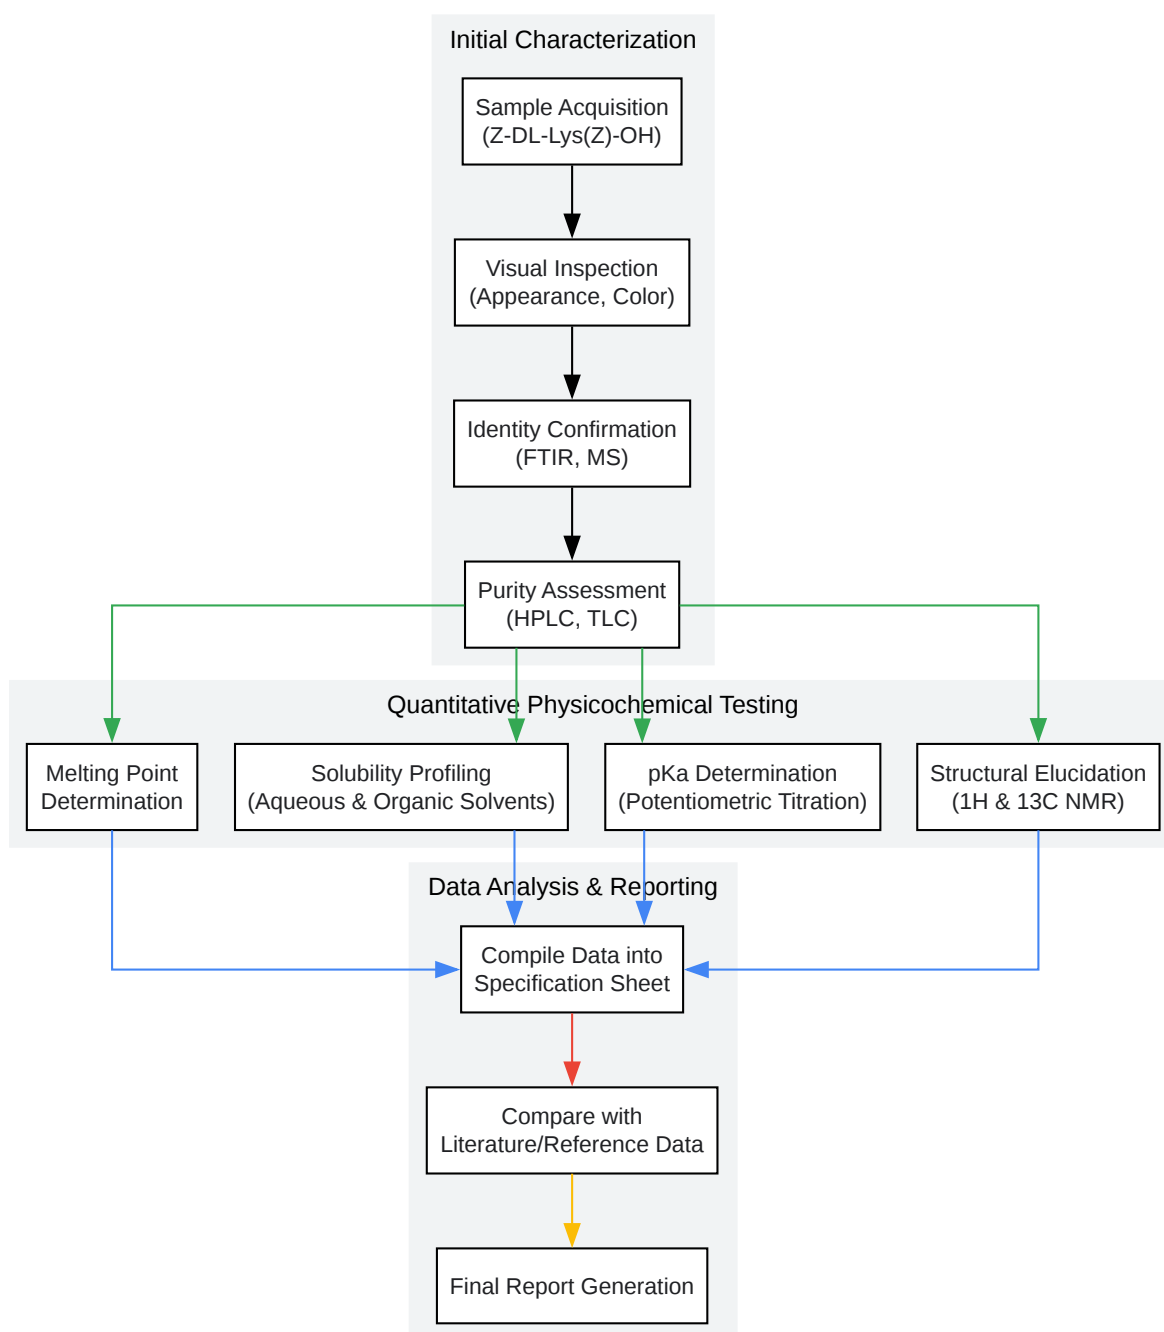 Initial Characterization
Sample Acquisition
(Z-DL-Lys(Z)-OH)
Visual Inspection
(Appearance, Color)
Identity Confirmation
(FTIR, MS)
Purity Assessment
(HPLC, TLC)
Quantitative Physicochemical Testing
Melting Point
Determination
Solubility Profiling
(Aqueous & Organic Solvents)
pKa Determination
(Potentiometric Titration)
Structural Elucidation
(1H & 13C NMR)
Data Analysis & Reporting
Compile Data into
Specification Sheet
Compare with
Literature/Reference Data
Final Report Generation